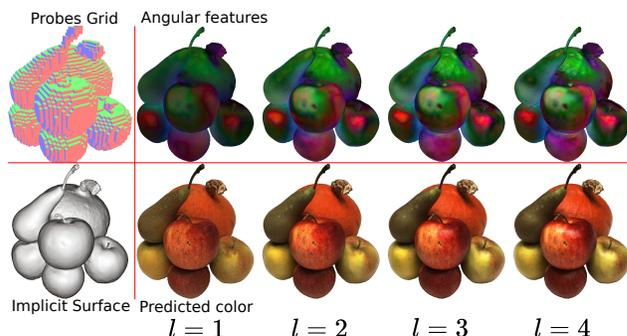 Probes Grid
Angular features
Implicit Surface
Predicted color
l = 1
l = 2
l = 3
l = 4